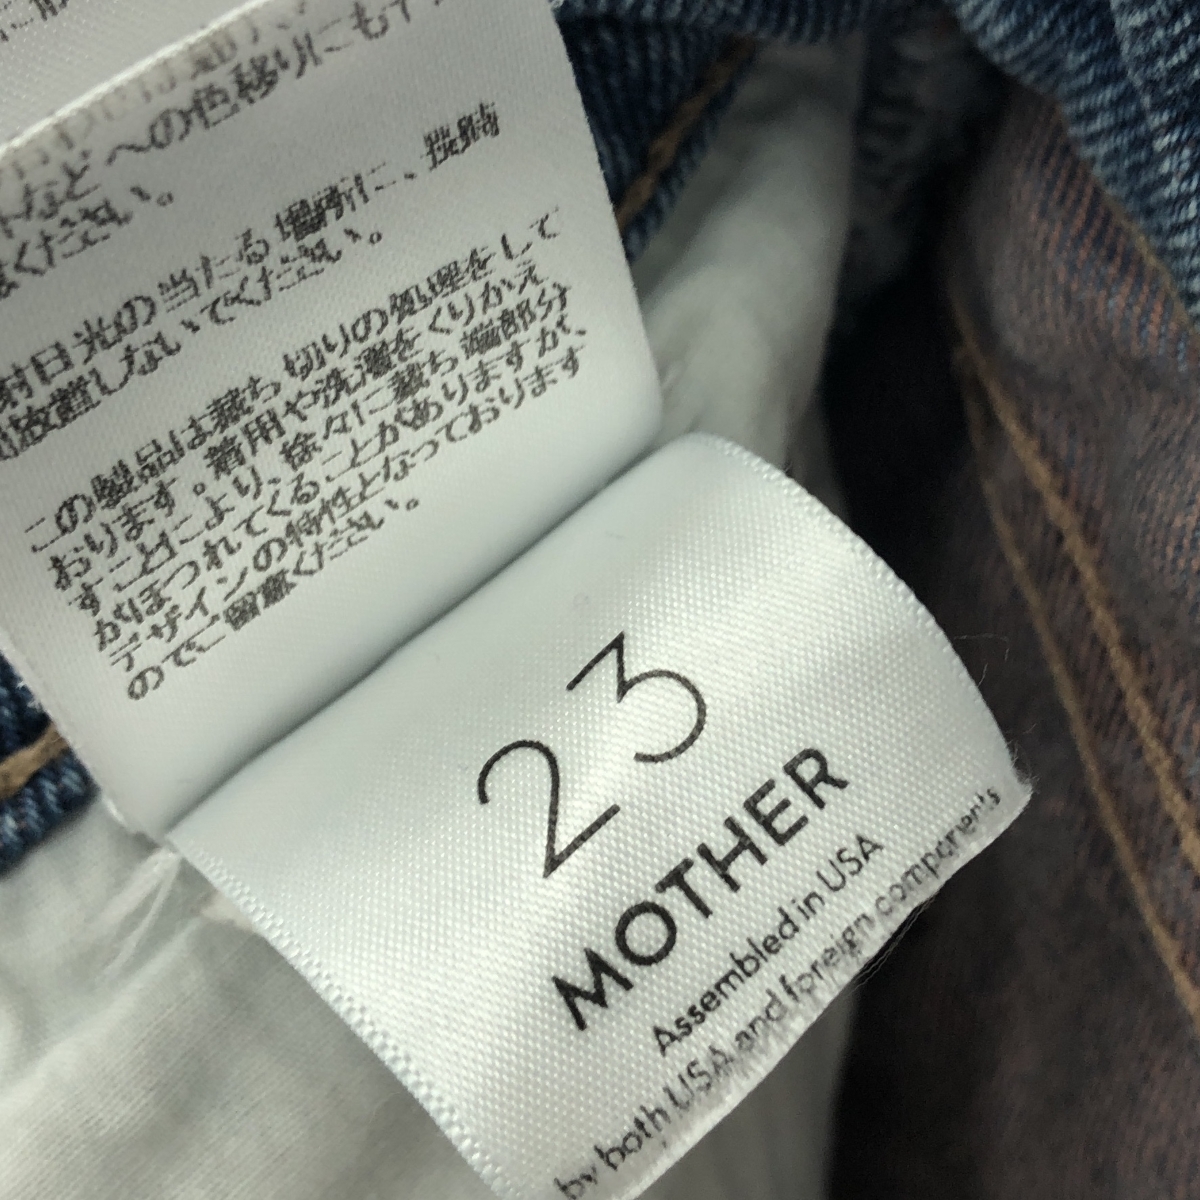 への色移りにも
など
ください。
日光の当たる場所に、長時
放置しないでください。
この製品は裁ち切りの処理をして
おります。着用や洗濯をくりかえ
すことにより、徐々に裁ち端部分
がほつれてくることがありますが、
デザインの特性となっております
のでご留意ください。
23
MOTHER
Assembled in USA
by both USA and foreign components